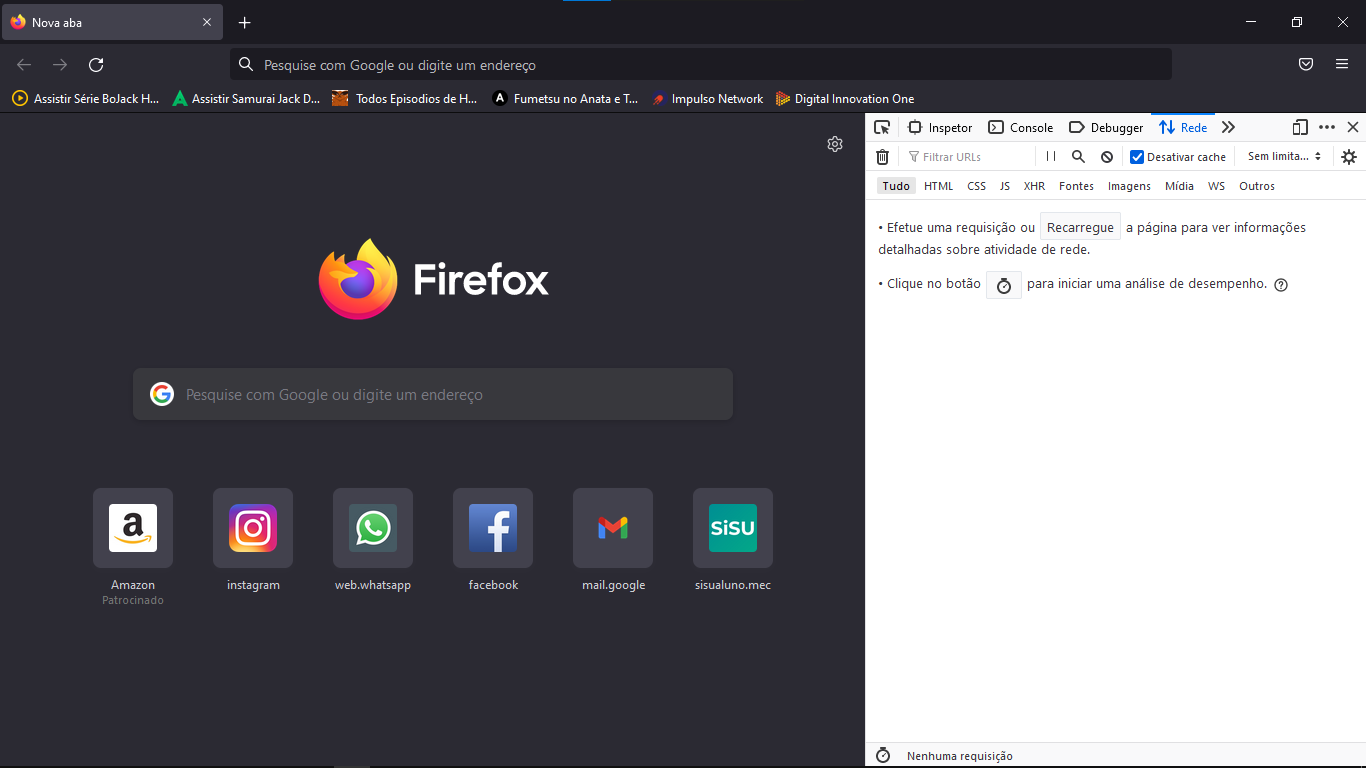 Nova aba
Pesquise com Google ou digite um endereço
Assistir Série BoJack H...
Assistir Samurai Jack D...
Todos Episodios de H...
Fumetsu no Anata e T...
Impulso Network
Digital Innovation One
Firefox
Pesquise com Google ou digite um endereço
a
siSU
Amazon
Patrocinado
instagram
web.whatsapp
facebook
mail.google
sisualuno.mec
Inspetor
Console
Debugger
Rede
Filtrar URLs
Desativar cache
Sem limita...
Tudo
HTML
CSS
JS
XHR
Fontes
Imagens
Mídia
WS
Outros
• Efetue uma requisição ou Recarregue a página para ver informações
detalhadas sobre atividade de rede.
• Clique no botão para iniciar uma análise de desempenho.
Nenhuma requisição